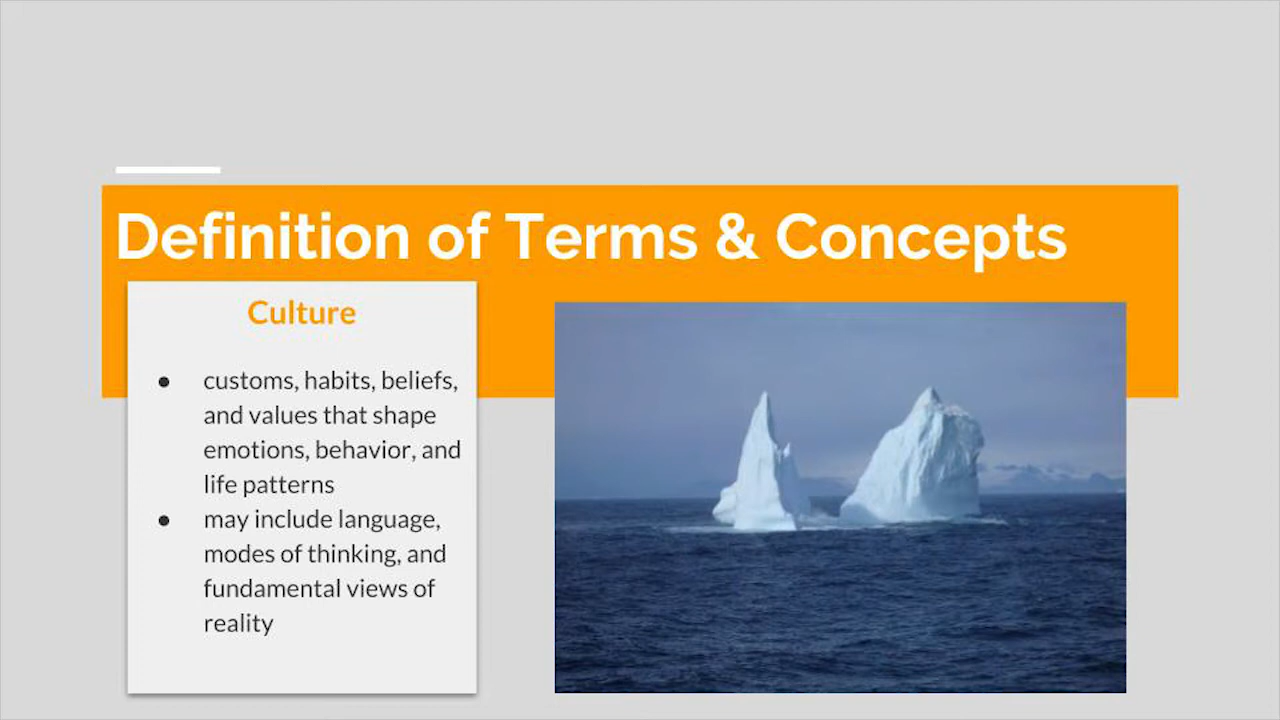 Definition of Terms & Concepts
Culture
● customs, habits, beliefs,
and values that shape
emotions, behavior, and
life patterns
● may include language,
modes of thinking, and
fundamental views of
reality